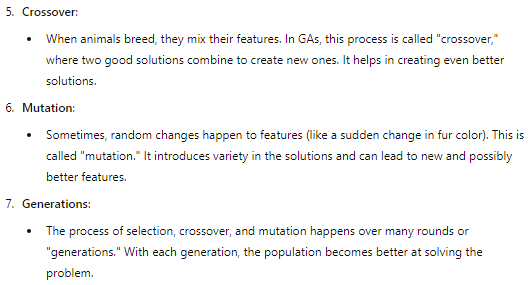 5. Crossover:
• When animals breed, they mix their features. In GAs, this process is called "crossover,"
where two good solutions combine to create new ones. It helps in creating even better
solutions.
6. Mutation:
• Sometimes, random changes happen to features (like a sudden change in fur color). This is
called "mutation." It introduces variety in the solutions and can lead to new and possibly
better features.
7. Generations:
• The process of selection, crossover, and mutation happens over many rounds or
"generations." With each generation, the population becomes better at solving the
problem.